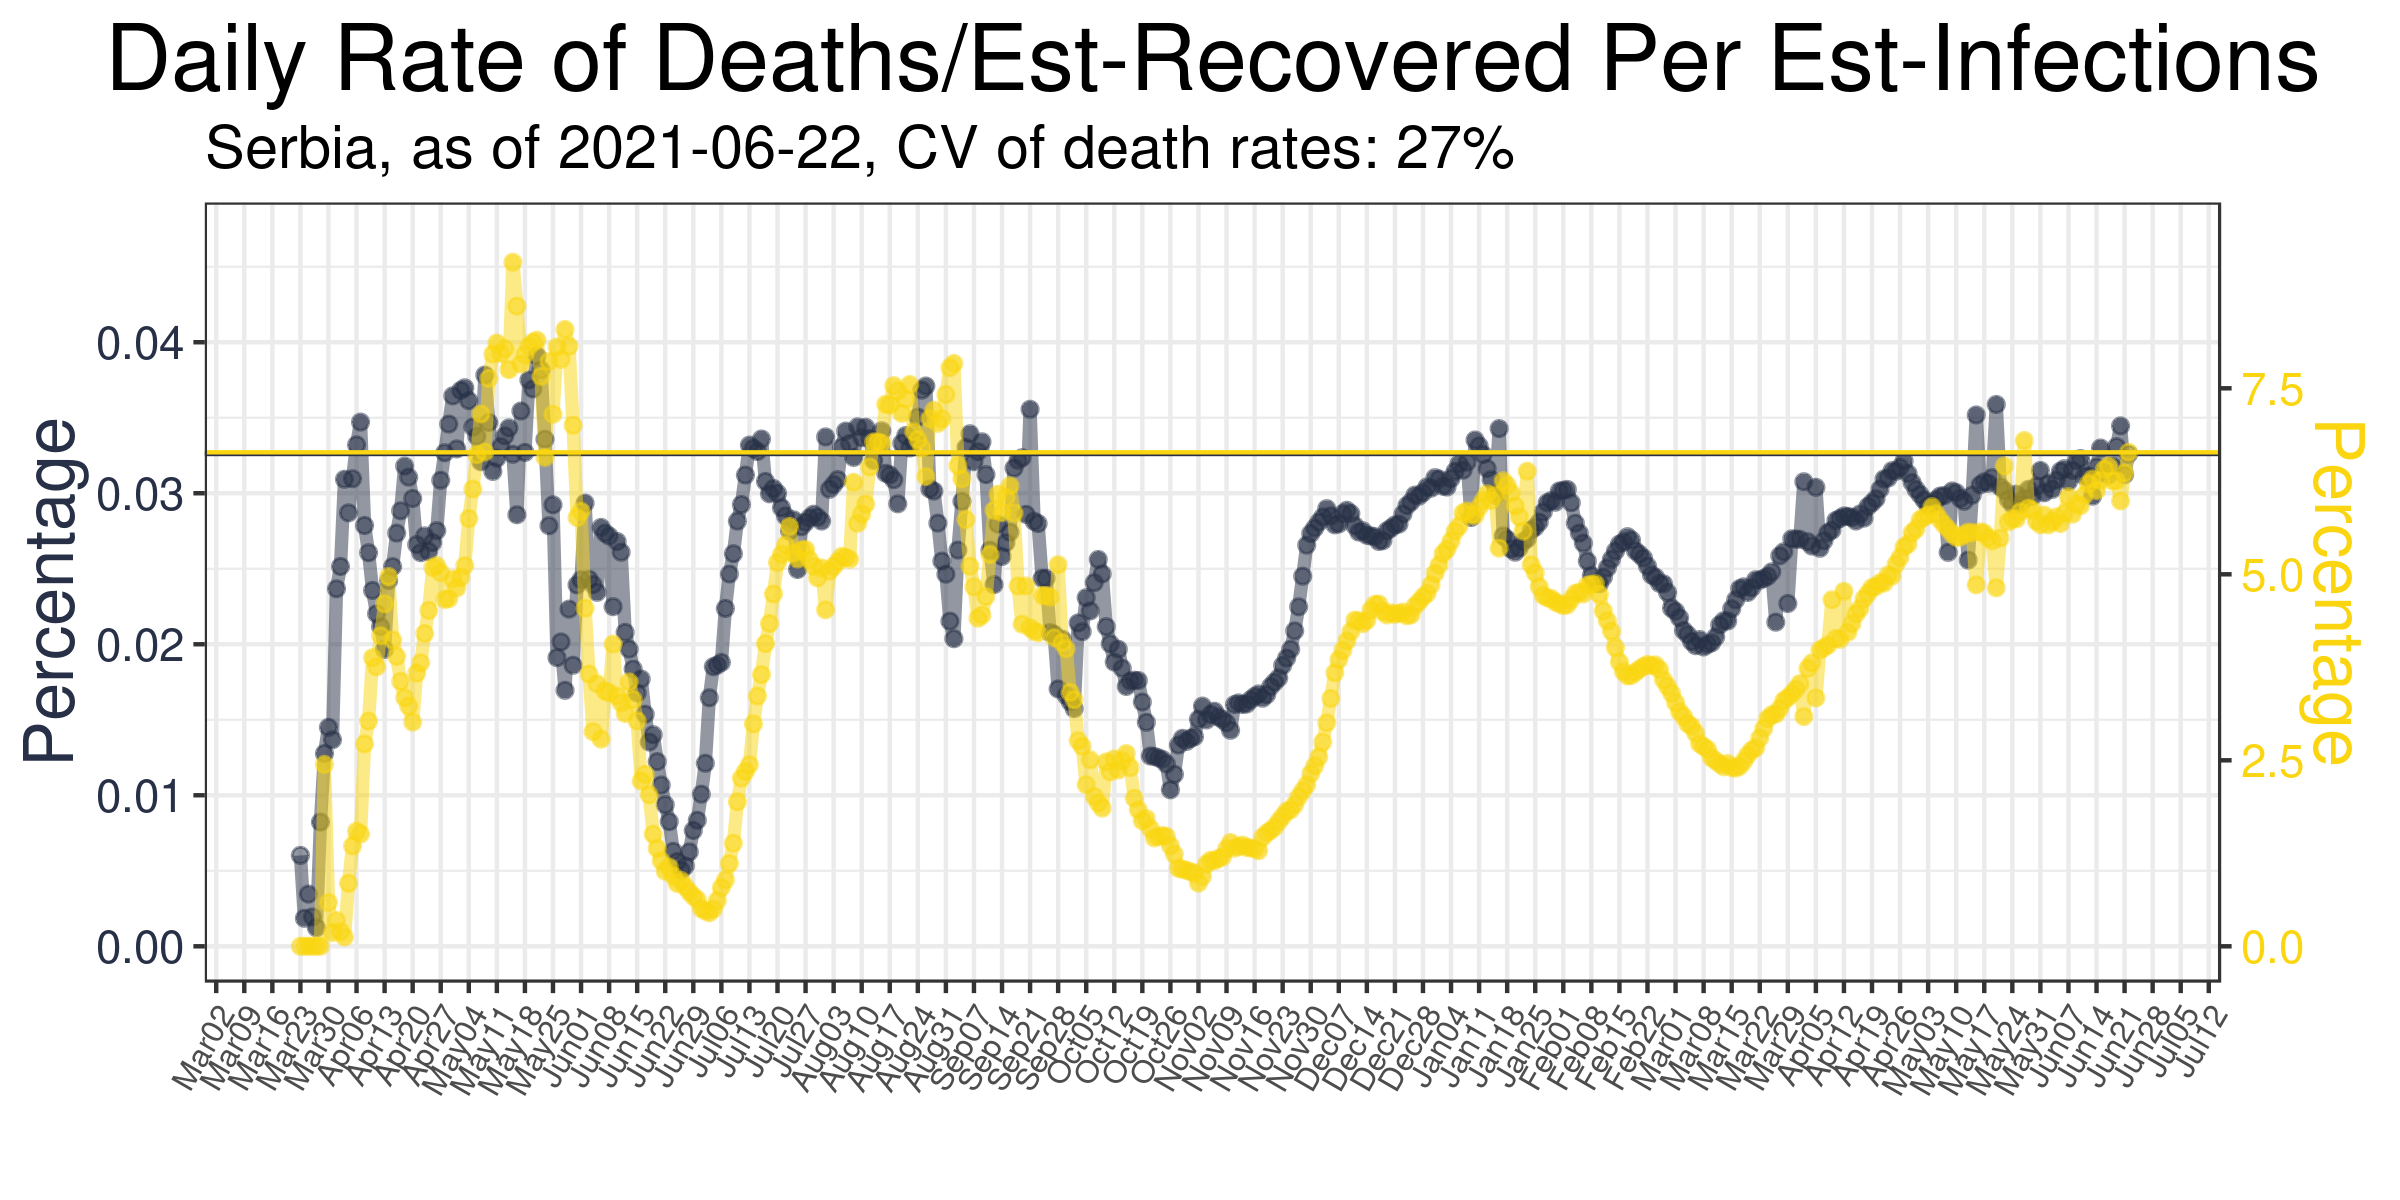 Daily Rate of Deaths/Est-Recovered Per Est-Infections
Serbia, as of 2021-06-22, CV of death rates: 27%
Percentage
0.04
0.03
0.02
0.01
0.00
7.5
5.0
2.5
0.0
Percentage
Mar02
Mar09
Mar16
Mar23
Mar30
Apr06
Apr13
Apr20
Apr27
May04
May11
May18
May25
Jun01
Jun08
Jun15
Jun22
Jun29
Jul06
Jul13
Jul20
Jul27
Aug03
Aug10
Aug17
Aug24
Aug31
Sep07
Sep14
Sep21
Sep28
Oct05
Oct12
Oct19
Oct26
Nov02
Nov09
Nov16
Nov23
Nov30
Dec07
Dec14
Dec21
Dec28
Jan04
Jan11
Jan18
Jan25
Feb01
Feb08
Feb15
Feb22
Mar01
Mar08
Mar15
Mar22
Mar29
Apr05
Apr12
Apr19
Apr26
May03
May10
May17
May24
May31
Jun07
Jun14
Jun21
Jun28
Jul05
Jul12